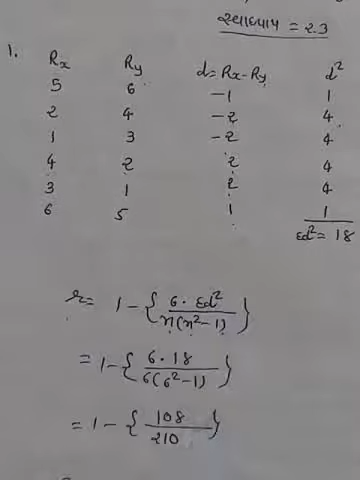 સ્વાધ્યાય = 2.3
1. Rx Ry d= Rx - Ry d²
5 6 -1 1
2 4 -2 4
1 3 -2 4
4 2 2 4
3 1 2 4
6 5 1 1
Σd² = 18
r = 1 - { 6 · Σd² / n(n²-1) }
= 1 - { 6 · 18 / 6(6²-1) }
= 1 - { 108 / 210 }